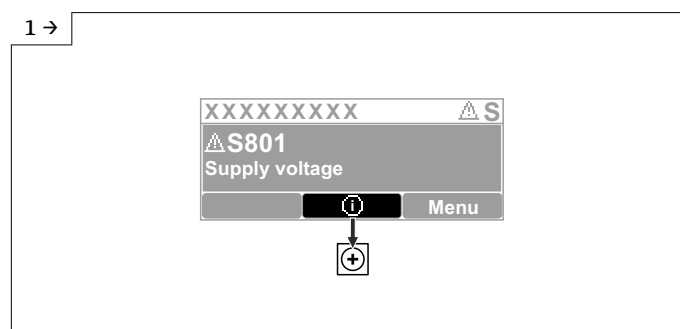 1 →
XXXXXXXXX ⚠ S
⚠S801
Supply voltage
ⓘ Menu
+